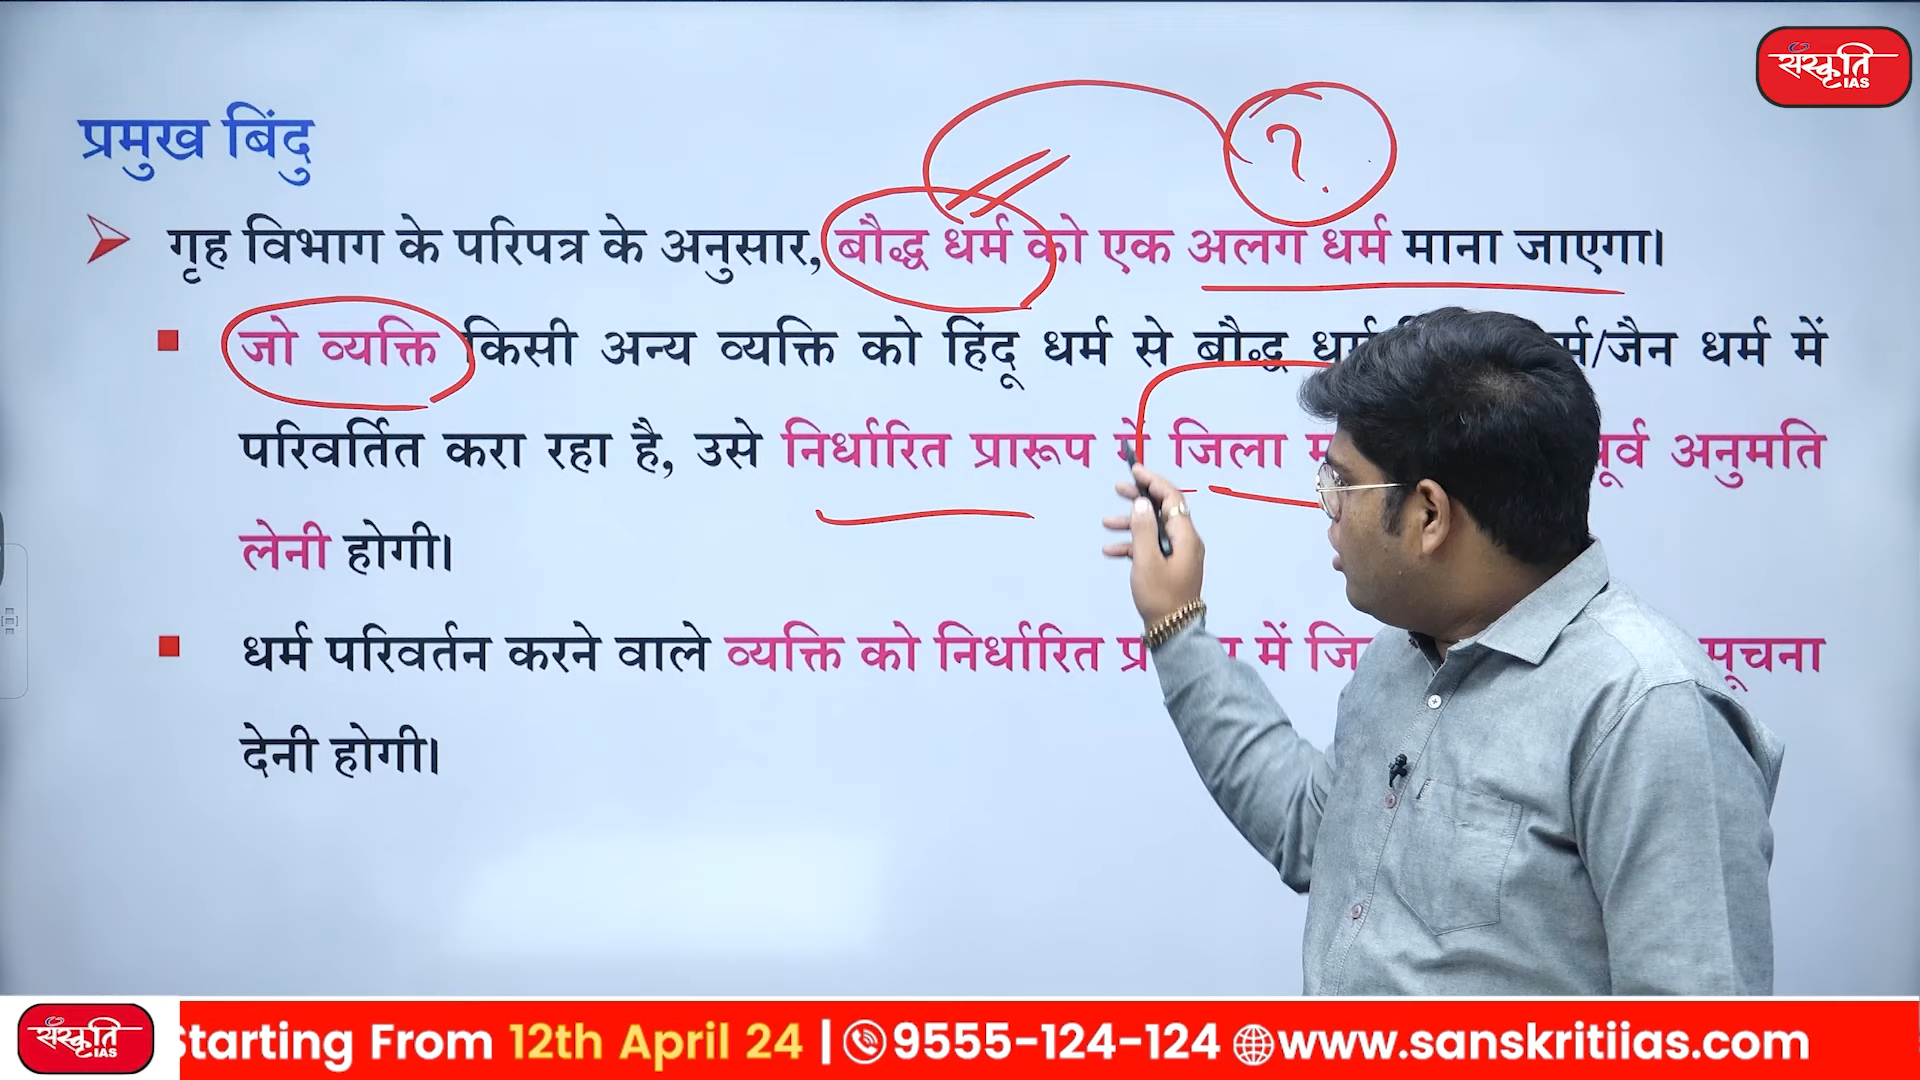 संस्कृति
IAS
प्रमुख बिंदु
?
गृह विभाग के परिपत्र के अनुसार, बौद्ध धर्म को एक अलग धर्म माना जाएगा।
जो व्यक्ति किसी अन्य व्यक्ति को हिंदू धर्म से बौद्ध धर्म/जैन धर्म में
परिवर्तित करा रहा है, उसे निर्धारित प्रारूप में जिला पूर्व अनुमति
लेनी होगी।
धर्म परिवर्तन करने वाले व्यक्ति को निर्धारित में सूचना
देनी होगी।
संस्कृति
IAS
Starting From 12th April 24 | 9555-124-124 www.sanskritiias.com